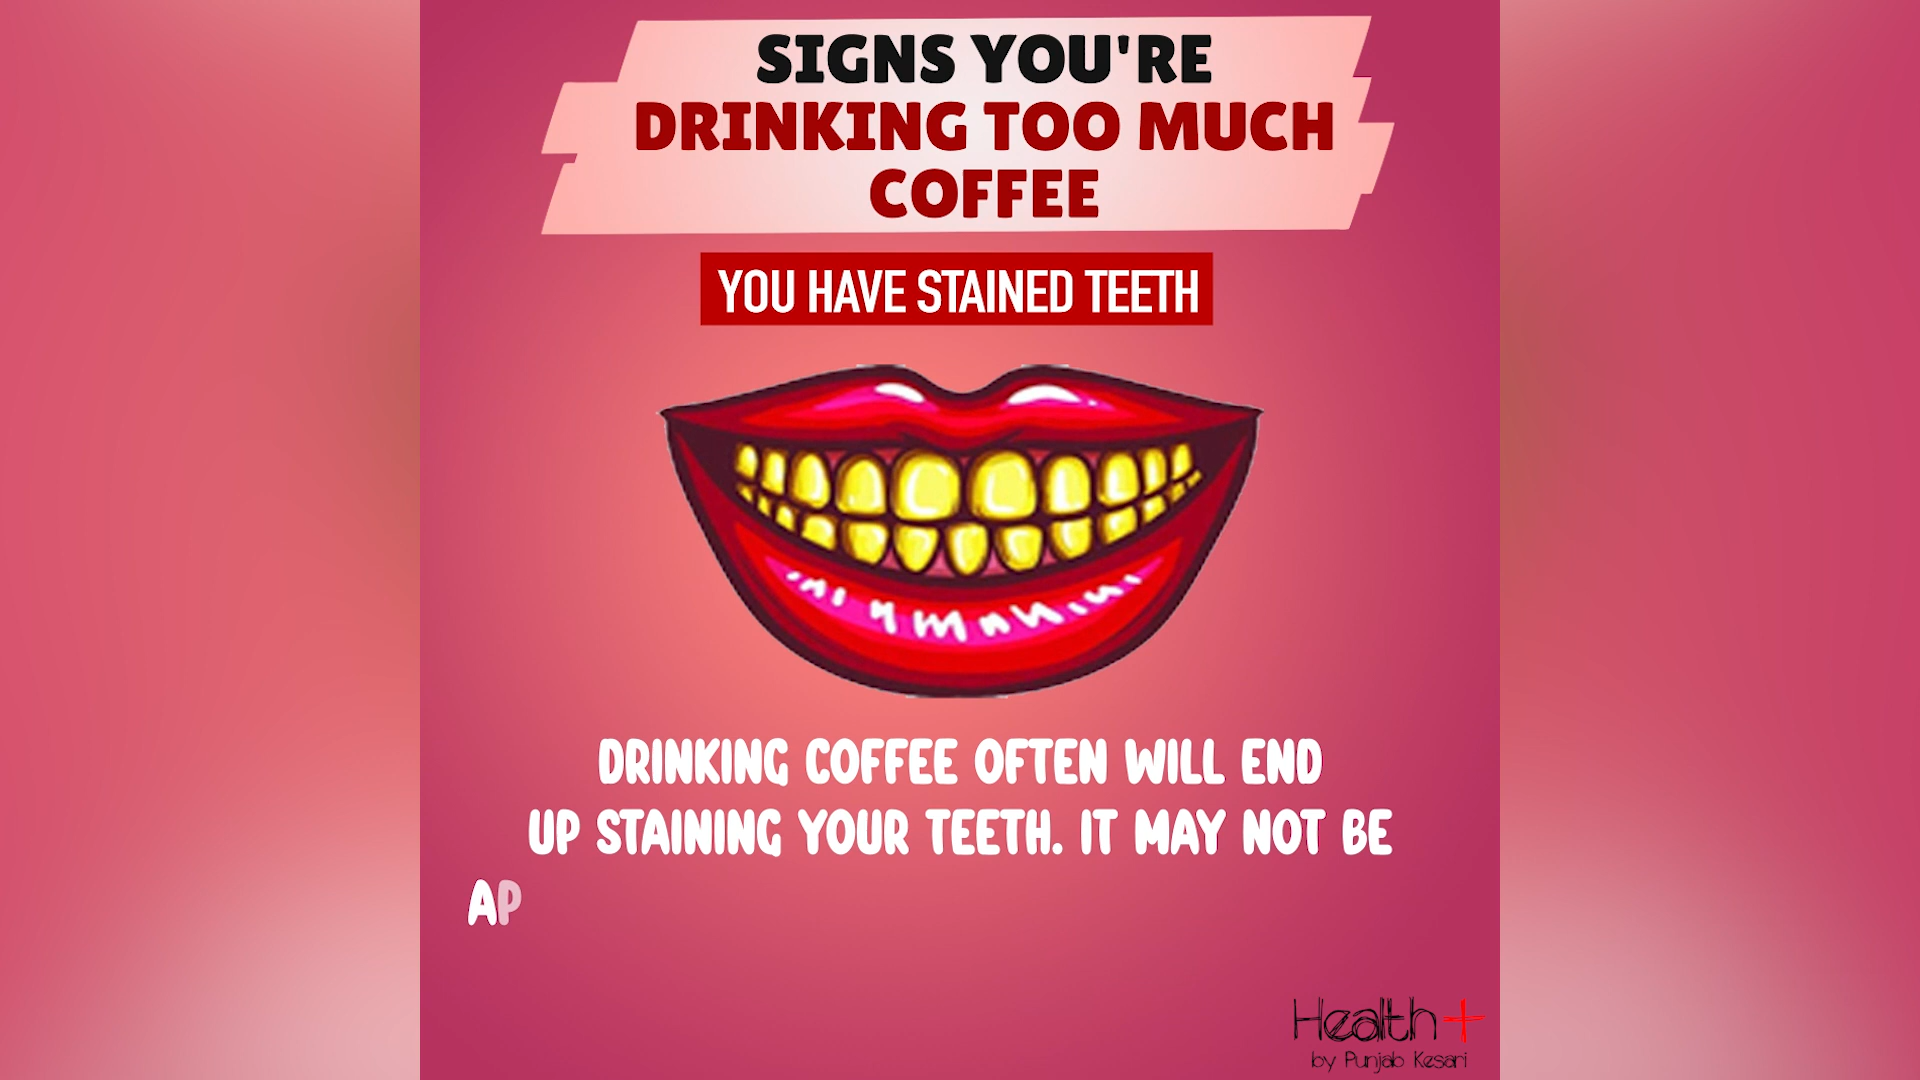 SIGNS YOU'RE
DRINKING TOO MUCH
COFFEE
YOU HAVE STAINED TEETH
DRINKING COFFEE OFTEN WILL END
UP STAINING YOUR TEETH. IT MAY NOT BE
AP
Health+
by Punjab Kesari